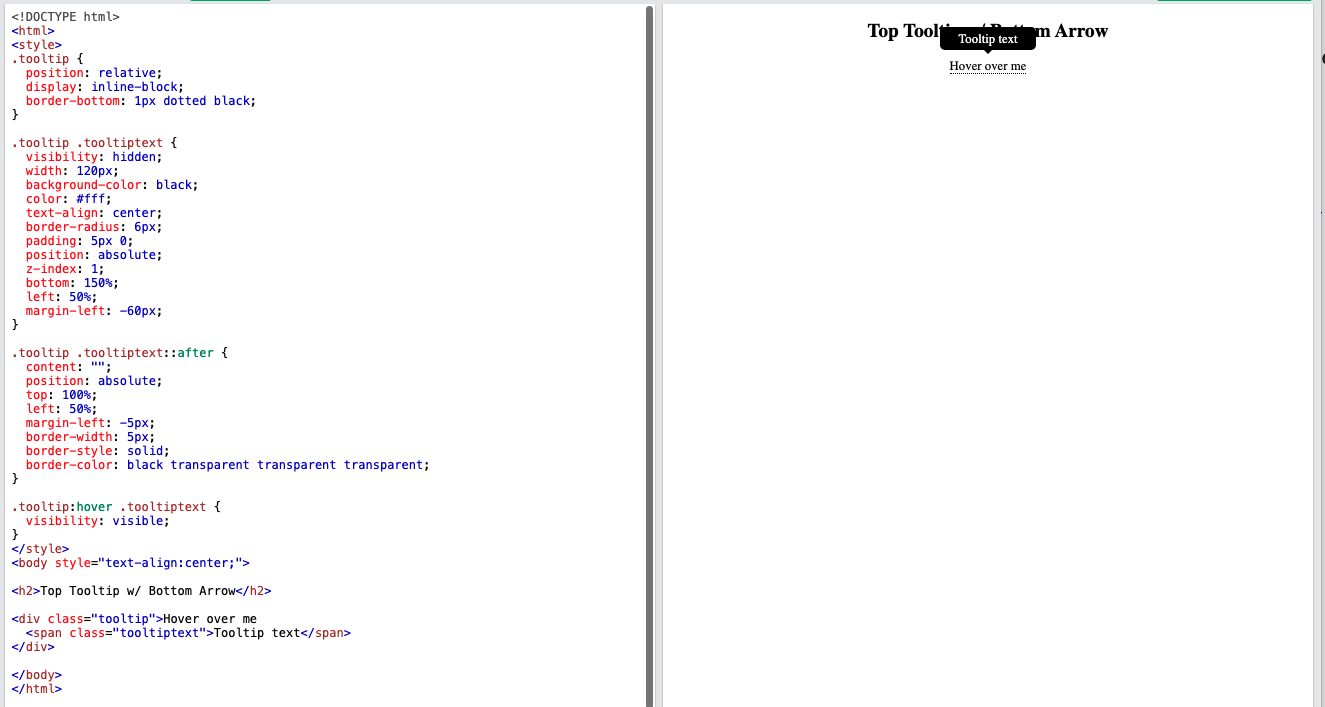 <!DOCTYPE html>
<html>
<style>
.tooltip {
  position: relative;
  display: inline-block;
  border-bottom: 1px dotted black;
}

.tooltip .tooltiptext {
  visibility: hidden;
  width: 120px;
  background-color: black;
  color: #fff;
  text-align: center;
  border-radius: 6px;
  padding: 5px 0;
  position: absolute;
  z-index: 1;
  bottom: 150%;
  left: 50%;
  margin-left: -60px;
}

.tooltip .tooltiptext::after {
  content: "";
  position: absolute;
  top: 100%;
  left: 50%;
  margin-left: -5px;
  border-width: 5px;
  border-style: solid;
  border-color: black transparent transparent transparent;
}

.tooltip:hover .tooltiptext {
  visibility: visible;
}
</style>
<body style="text-align:center;">

<h2>Top Tooltip w/ Bottom Arrow</h2>

<div class="tooltip">Hover over me
  <span class="tooltiptext">Tooltip text</span>
</div>

</body>
</html>
Top Arrow
Tooltip text
Hover over me